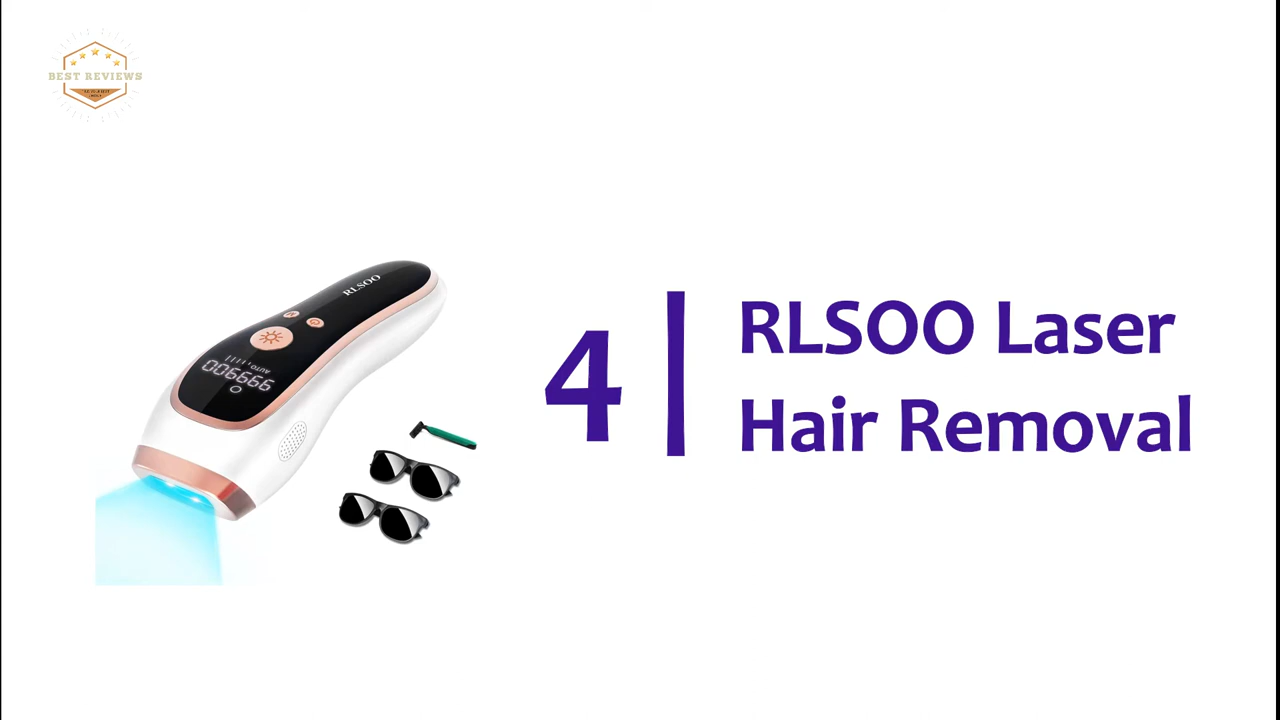 BEST REVIEWS
RLSOO
AUTO
999900
4
RLSOO Laser
Hair Removal